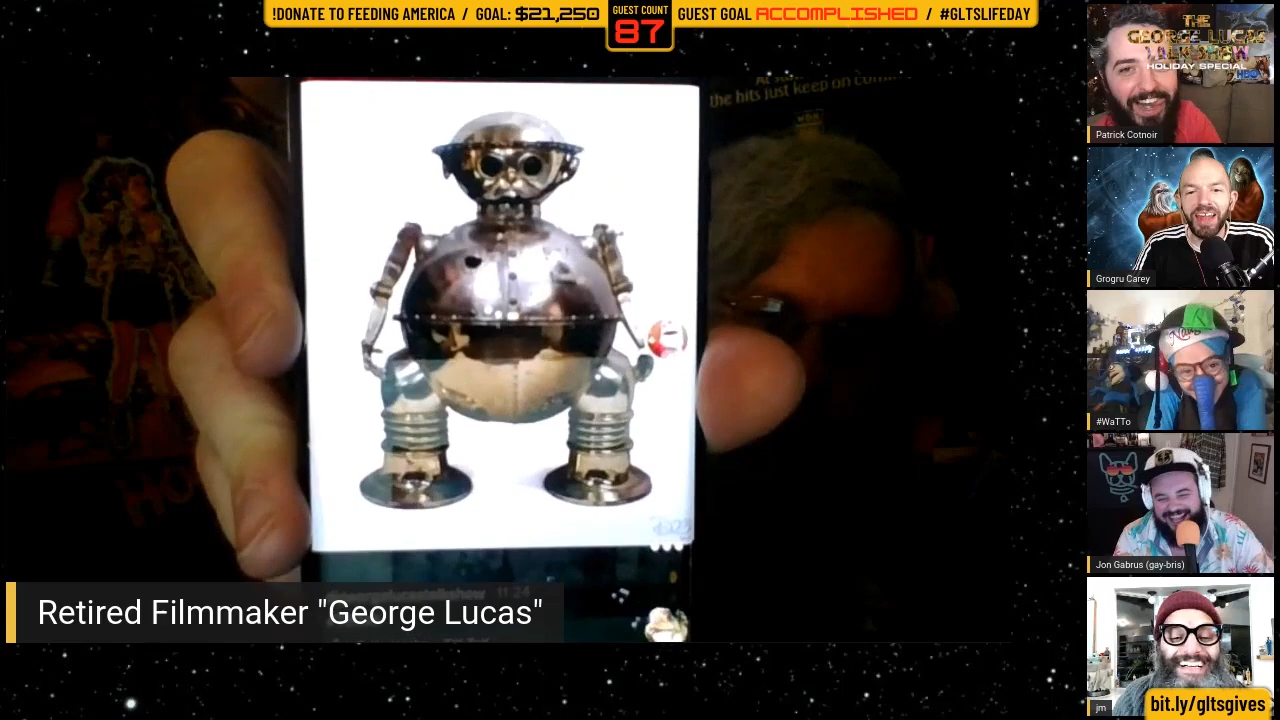 !DONATE TO FEEDING AMERICA / GOAL: $21,250
GUEST COUNT
87
GUEST GOAL ACCOMPLISHED / #GLTSLIFEDAY
THE
GEORGE LUCAS
TALK SHOW
HOLIDAY SPECIAL
HBO
Patrick Cotnoir
the hits just keep on
Grogru Carey
#WaTTo
Jon Gabrus (gay-bris)
HO
Retired Filmmaker "George Lucas"
jm
bit.ly/gltsgives